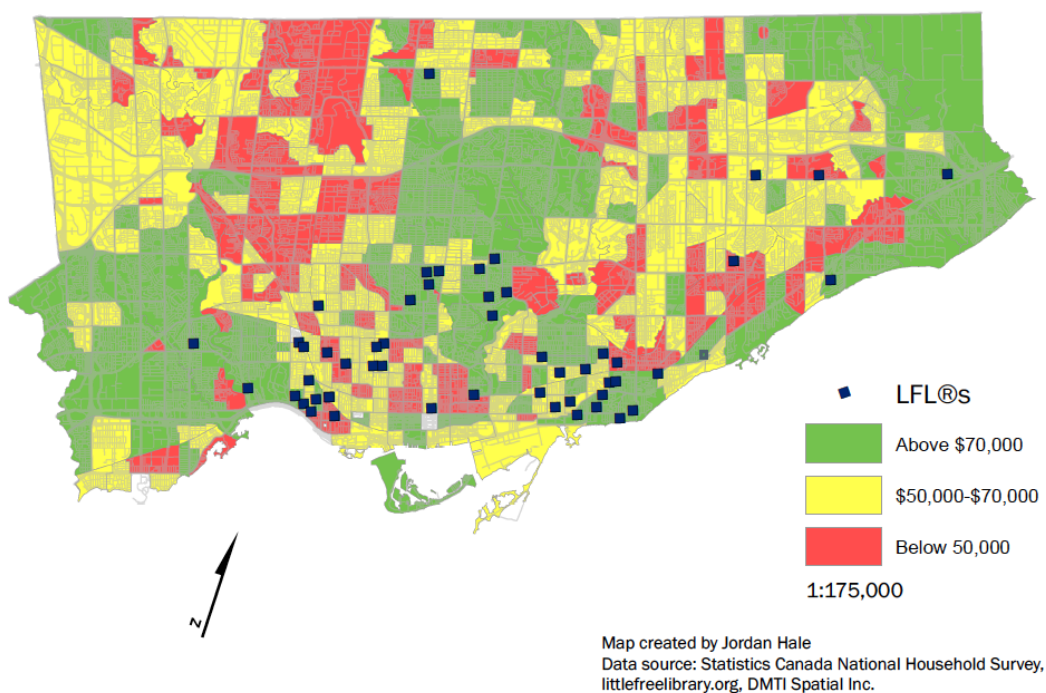 LFL®s
Above $70,000
$50,000-$70,000
Below 50,000
1:175,000
N
Map created by Jordan Hale
Data source: Statistics Canada National Household Survey,
littlefreelibrary.org, DMTI Spatial Inc.